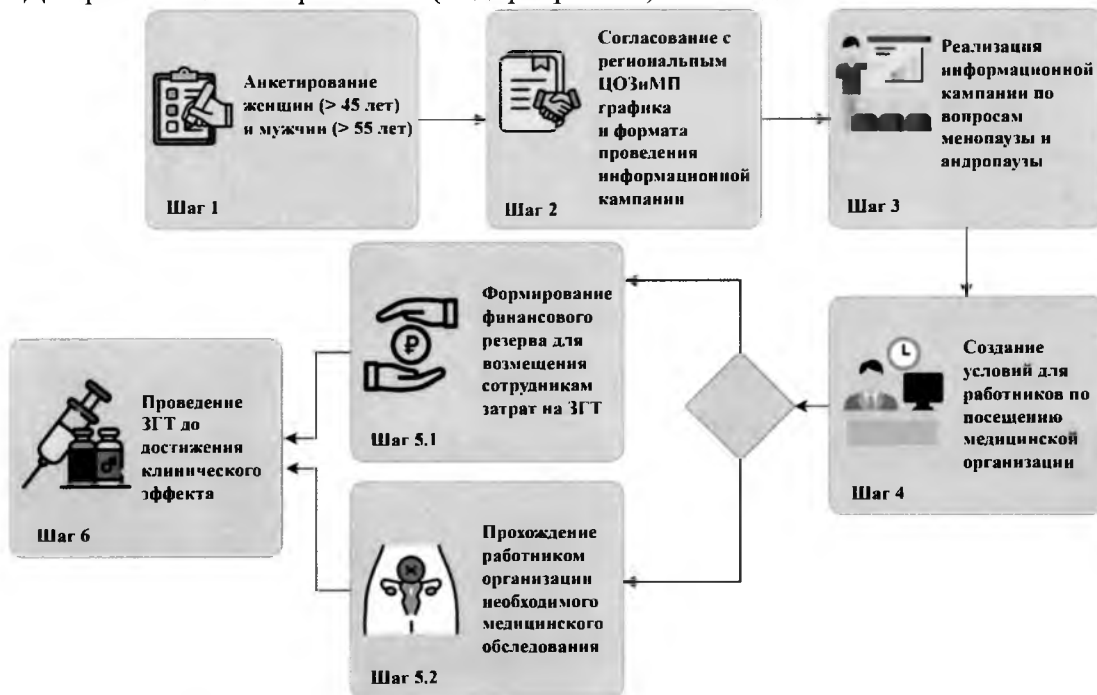 Анкетирование
женщин (> 45 лет)
и мужчин (> 55 лет)
Шаг 1
Согласование с
региональным
ЦОЗиМП
графика
и формата
проведения
информационной
кампании
Шаг 2
Реализация
информационной
кампании по
вопросам
менопаузы и
андропаузы
Шаг 3
Создание
условий для
работников по
посещению
медицинской
организации
Шаг 4
Формирование
финансового
резерва для
возмещения
сотрудникам
затрат на ЗГТ
Шаг 5.1
Прохождение
работником
организации
необходимого
медицинского
обследования
Шаг 5.2
Проведение
ЗГТ до
достижения
клинического
эффекта
Шаг 6